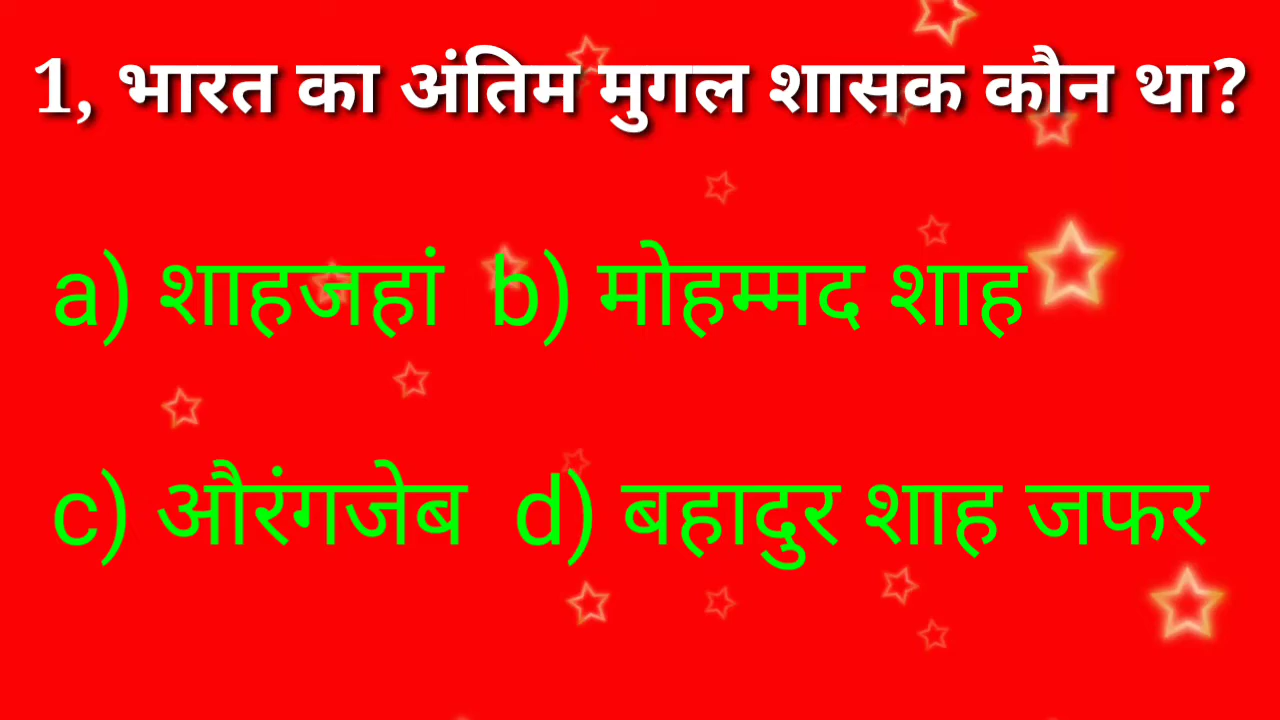 1, भारत का अंतिम मुगल शासक कौन था?
a) शाहजहां b) मोहम्मद शाह
c) औरंगजेब d) बहादुर शाह जफर